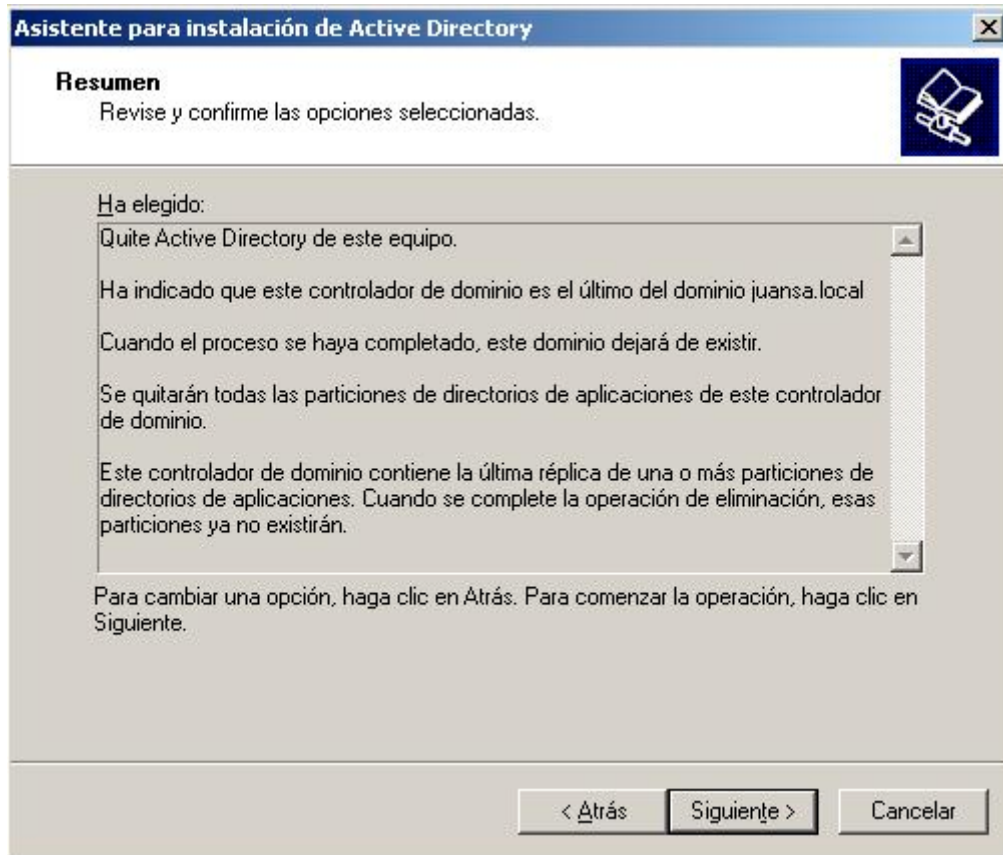 Asistente para instalación de Active Directory
Resumen
Revise y confirme las opciones seleccionadas.
Ha elegido:
Quite Active Directory de este equipo.
Ha indicado que este controlador de dominio es el último del dominio juansa.local
Cuando el proceso se haya completado, este dominio dejará de existir.
Se quitarán todas las particiones de directorios de aplicaciones de este controlador
de dominio.
Este controlador de dominio contiene la última réplica de una o más particiones de
directorios de aplicaciones. Cuando se complete la operación de eliminación, esas
particiones ya no existirán.
Para cambiar una opción, haga clic en Atrás. Para comenzar la operación, haga clic en
Siguiente.
< Atrás
Siguiente >
Cancelar